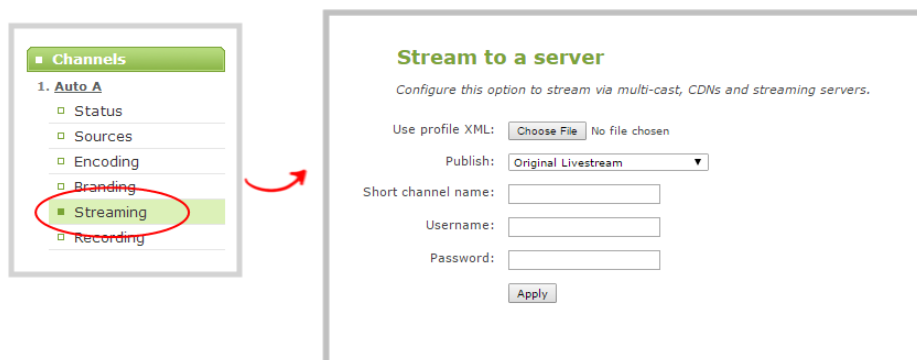 Channels
1. Auto A
Status
Sources
Encoding
Branding
Streaming
Recording
Stream to a server
Configure this option to stream via multi-cast, CDNs and streaming servers.
Use profile XML: Choose File No file chosen
Publish: Original Livestream
Short channel name:
Username:
Password:
Apply